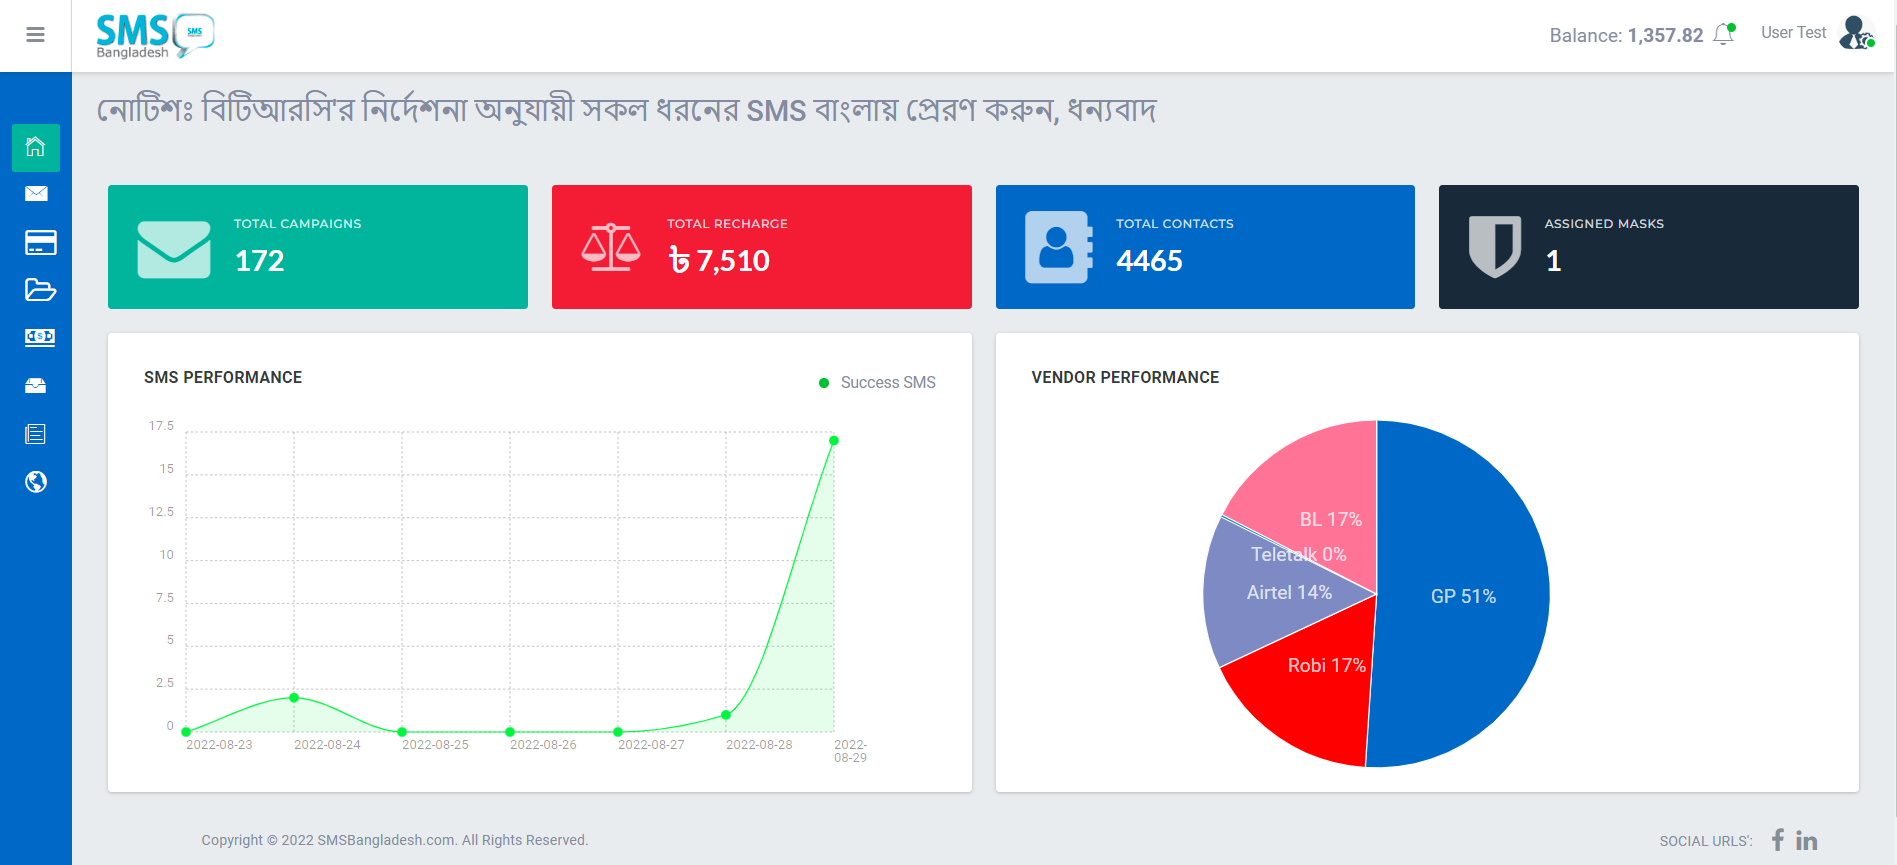 SMS
SMS
Bangladesh
Balance: 1,357.82
User Test
নোটিশঃ বিটিআরসি'র নির্দেশনা অনুযায়ী সকল ধরনের SMS বাংলায় প্রেরণ করুন, ধন্যবাদ
TOTAL CAMPAIGNS
172
TOTAL RECHARGE
৳ 7,510
TOTAL CONTACTS
4465
ASSIGNED MASKS
1
SMS PERFORMANCE
Success SMS
17.5
15
12.5
10
7.5
5
2.5
0
2022-08-23
2022-08-24
2022-08-25
2022-08-26
2022-08-27
2022-08-28
2022-
08-29
VENDOR PERFORMANCE
BL 17%
Teletalk 0%
Airtel 14%
GP 51%
Robi 17%
Copyright © 2022 SMSBangladesh.com. All Rights Reserved.
SOCIAL URLS':